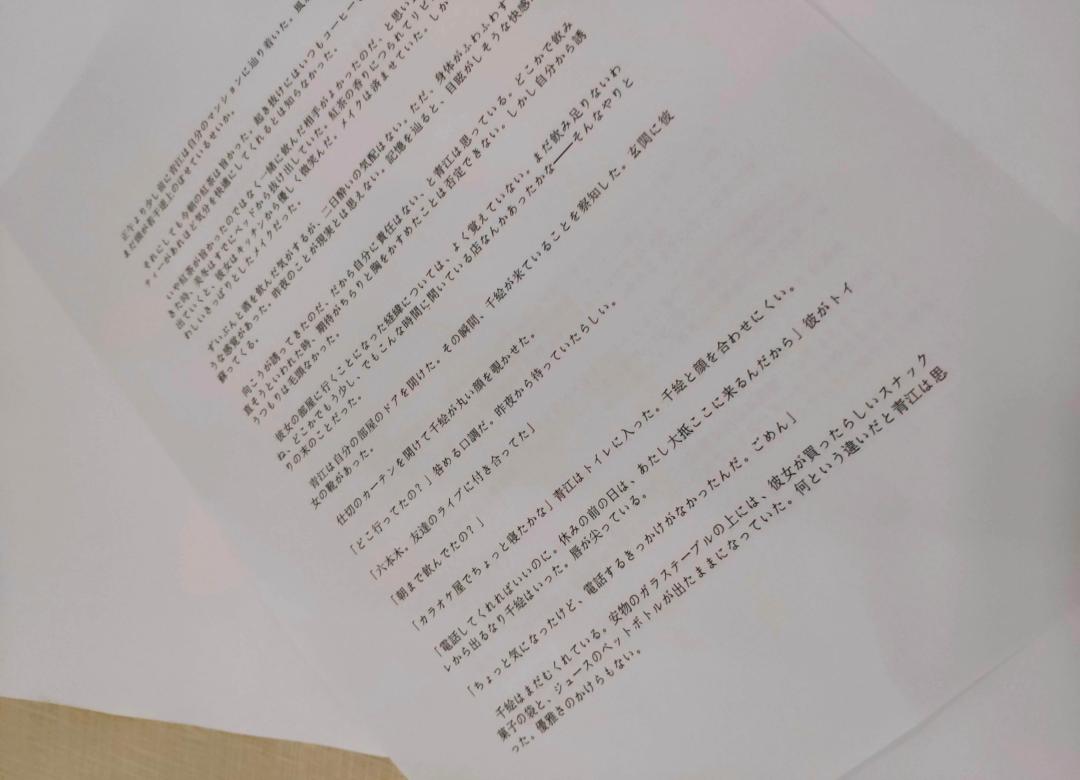 正午より少し前に青江は自分のマンションに辿り着いた。風
まだ頭が若干逆上のぼせているせいか。
それにしても今朝の紅茶は旨かった。起き抜けにはいつもコーヒー
ティーがあれほど気分を快適にしてくれるとは知らなかった。
いや紅茶が旨かったのではなく一緒に飲んだ相手がよかったのだ、と思い
きた時、美冬はすでにベッドから抜け出していた。紅茶の香りにつられてリビ
出ていくと、彼女はキッチンから優しく微笑んだ。メイクは済ませていた。しか
わしいさっぱりとしたメイクだった。
ずいぶんと酒を飲んだ気がするが、二日酔いの気配はない。ただ、身体がふわふわす
うな感覚があった。昨夜のことが現実とは思えない。記憶を辿ると、目眩がしそうな快感
蘇ってくる。
向こうが誘ってきたのだ、だから自分に責任はない、と青江は思っている。どこかで飲み
直そうといわれた時、期待がちらりと胸をかすめたことは否定できない。しかし自分から誘
うつもりは毛頭なかった。
彼女の部屋に行くことになった経緯については、よく覚えていない。まだ飲み足りないわ
ね、どこかでもう少し、でもこんな時間に開いている店なんかあったかな――そんなやりと
りの末のことだった。
青江は自分の部屋のドアを開けた。その瞬間、千絵が来ていることを察知した。玄関に彼
女の靴があった。
仕切のカーテンを開けて千絵が丸い顔を覗かせた。
「どこ行ってたの?」咎める口調だ。昨夜から待っていたらしい。
「六本木。友達のライブに付き合ってた」
「朝まで飲んでたの?」
「カラオケ屋でちょっと寝たかな」青江はトイレに入った。千絵と顔を合わせにくい。
「電話してくれればいいのに。休みの前の日は、あたし大抵ここに来るんだから」彼がトイ
レから出るなり千絵はいった。唇が尖っている。
「ちょっと気になったけど、電話するきっかけがなかったんだ。ごめん」
千絵はまだむくれている。安物のガラステーブルの上には、彼女が買ったらしいスナック
菓子の袋と、ジュースのペットボトルが出たままになっていた。何という違いだと青江は思
った。優雅さのかけらもない。